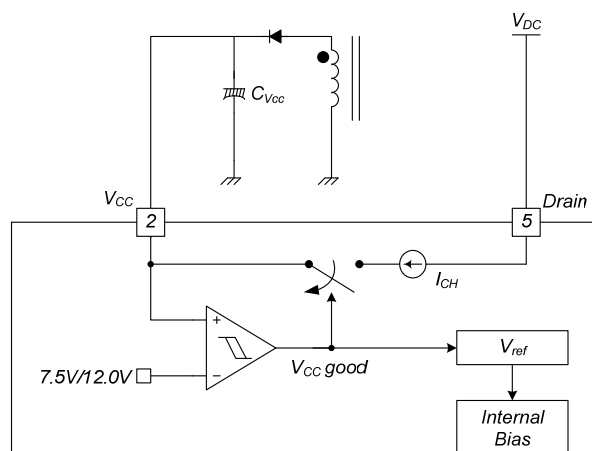 V_DC
C_Vcc
V_CC
2
5
Drain
I_CH
+
−
7.5V/12.0V
V_CC good
V_ref
Internal
Bias